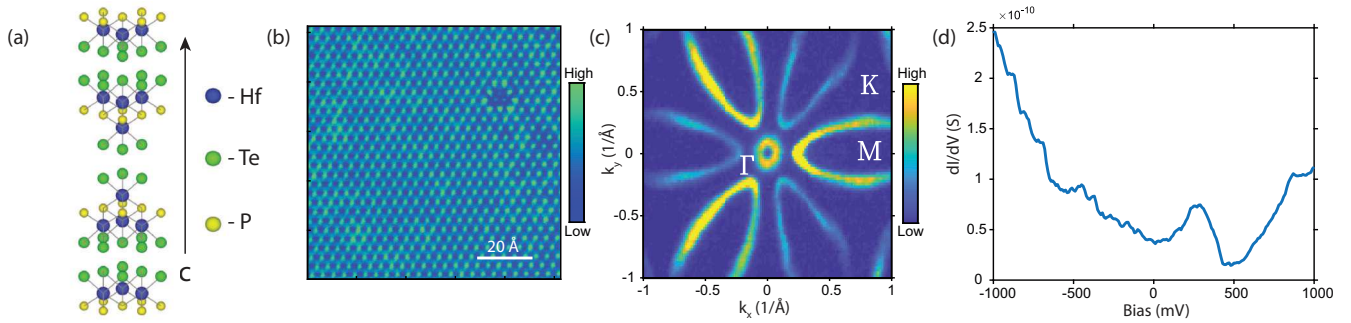 (a)
- Hf
- Te
- P
C
(b)
20 Å
High
Low
(c)
1
0.5
0
-0.5
-1
-1
-0.5
0
0.5
1
kᵧ (1/Å)
kₓ (1/Å)
K
M
Γ
High
Low
(d)
×10⁻¹⁰
2.5
2
1.5
1
0.5
0
-1000
-500
0
500
1000
dI/dV (S)
Bias (mV)